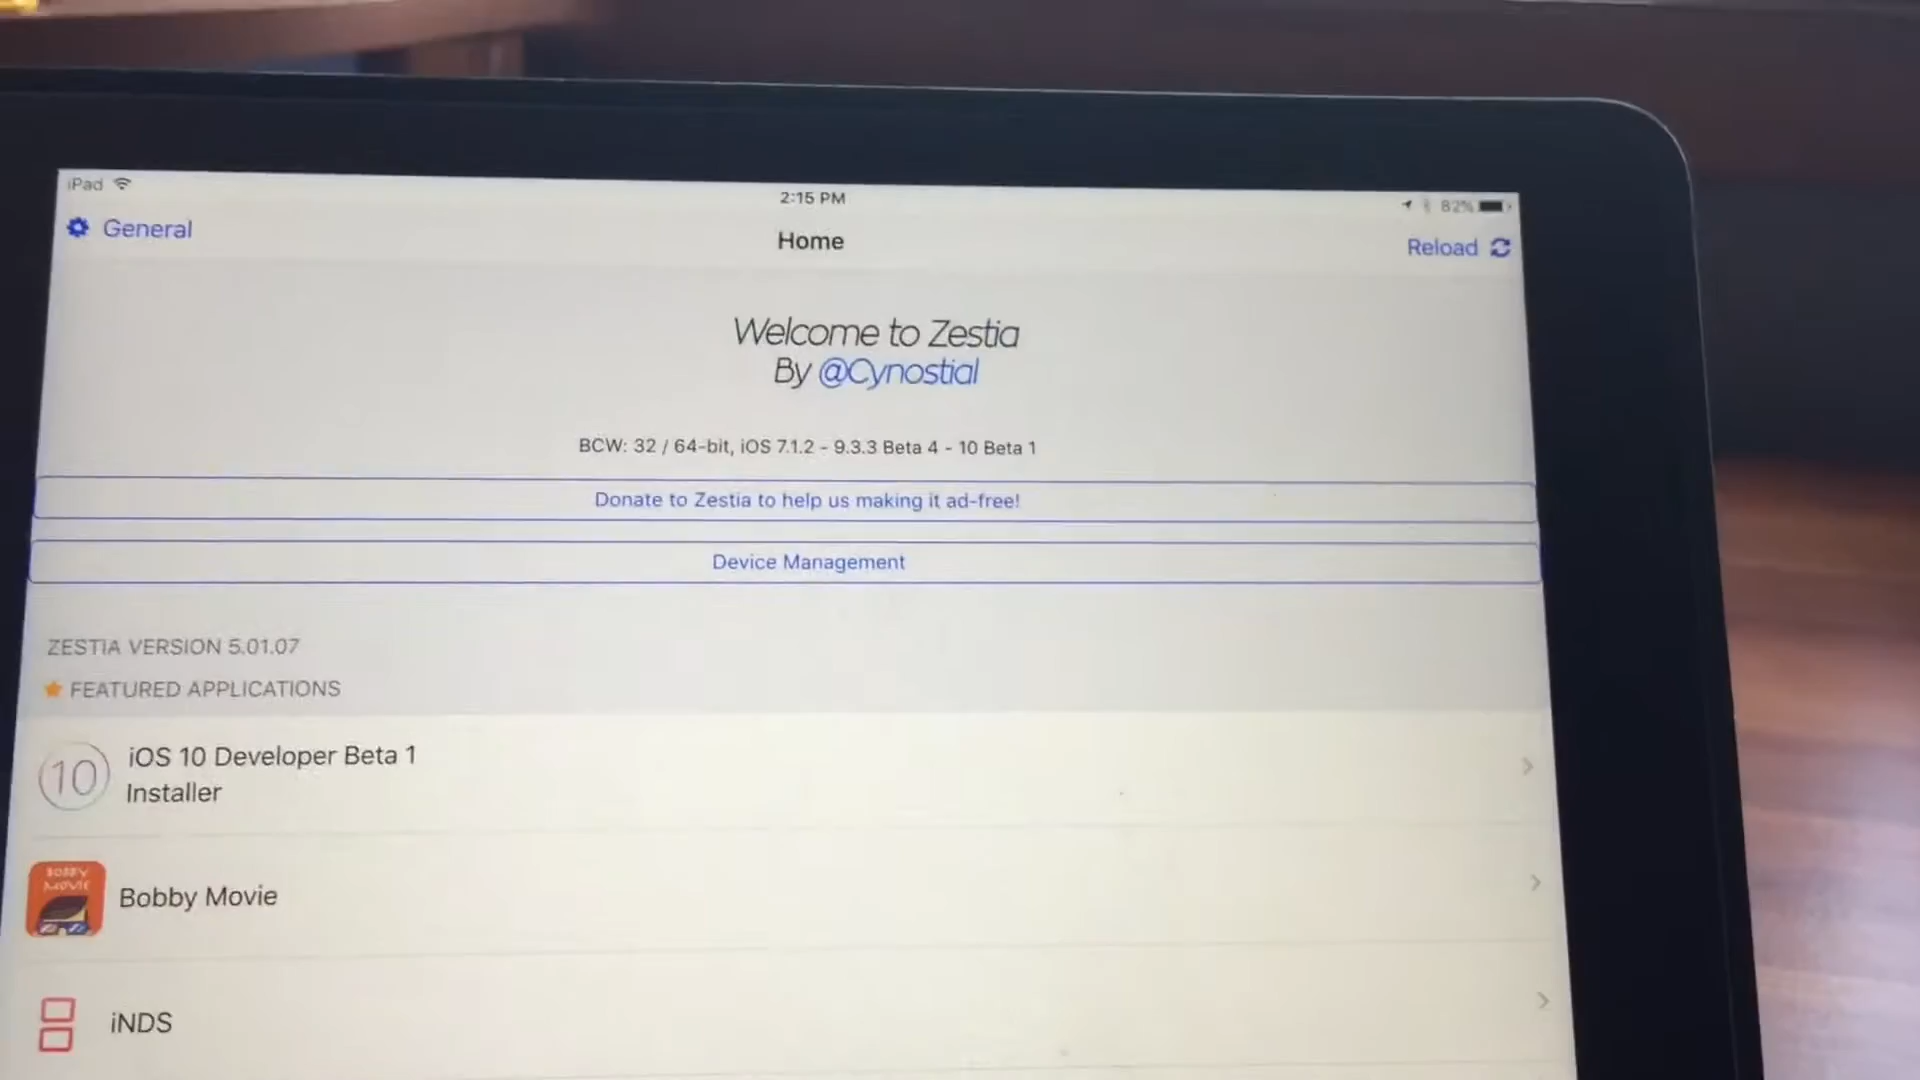 iPad
2:15 PM
82%
General
Home
Reload
Welcome to Zestia
By @Cynostial
BCW: 32 / 64-bit, iOS 7.1.2 - 9.3.3 Beta 4 - 10 Beta 1
Donate to Zestia to help us making it ad-free!
Device Management
ZESTIA VERSION 5.01.07
FEATURED APPLICATIONS
10
iOS 10 Developer Beta 1
Installer
BOBBY
MOVIE
Bobby Movie
iNDS